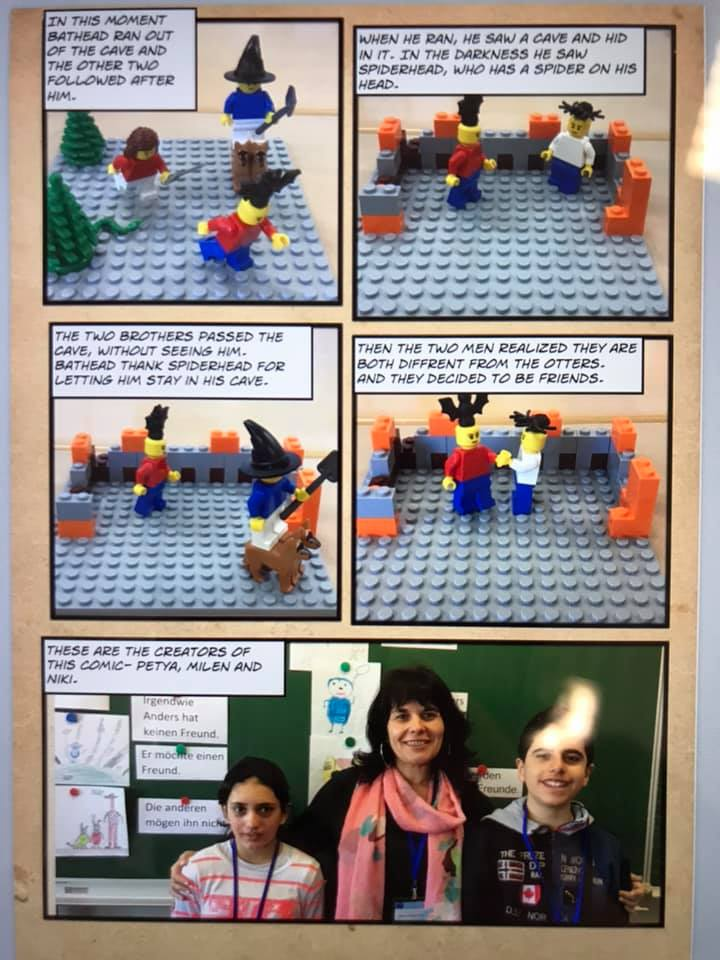 IN THIS MOMENT
BATHEAD RAN OUT
OF THE CAVE AND
THE OTHER TWO
FOLLOWED AFTER
HIM.
WHEN HE RAN, HE SAW A CAVE AND HID
IN IT. IN THE DARKNESS HE SAW
SPIDERHEAD, WHO HAS A SPIDER ON HIS
HEAD.
THE TWO BROTHERS PASSED THE
CAVE, WITHOUT SEEING HIM.
BATHEAD THANK SPIDERHEAD FOR
LETTING HIM STAY IN HIS CAVE.
THEN THE TWO MEN REALIZED THEY ARE
BOTH DIFFRENT FROM THE OTTERS.
AND THEY DECIDED TO BE FRIENDS.
THESE ARE THE CREATORS OF
THIS COMIC- PETYA, MILEN AND
NIKI.
Irgendwie
Anders hat
keinen Freund.
Er möchte einen
Freund.
Die anderen
mögen ihn nicht
Freunde.
THE
NOR